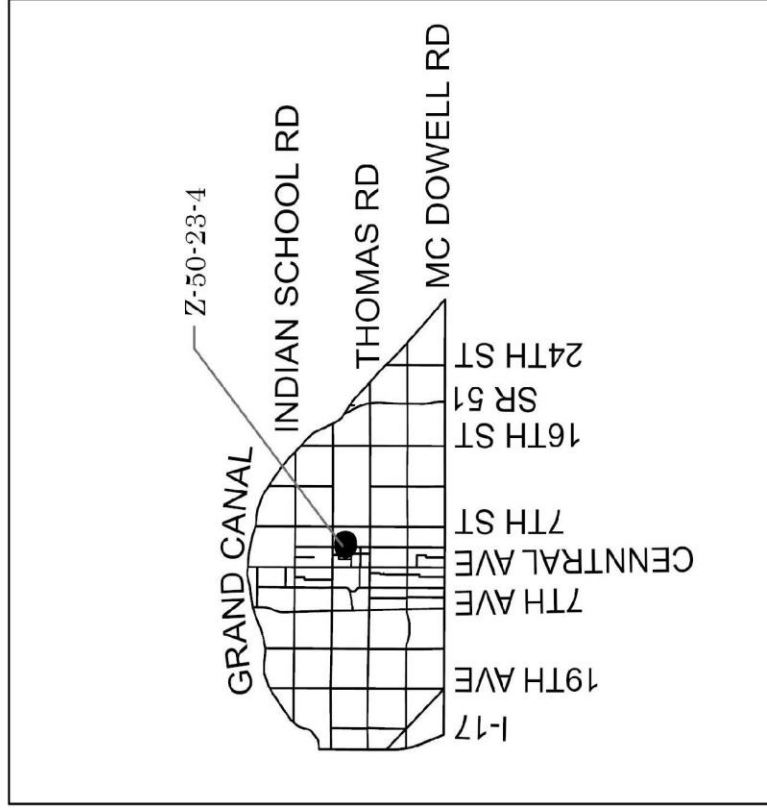 Z-50-23-4
GRAND CANAL
INDIAN SCHOOL RD
THOMAS RD
MC DOWELL RD
I-17
19TH AVE
7TH AVE
CENNTRAL AVE
7TH ST
16TH ST
SR 51
24TH ST